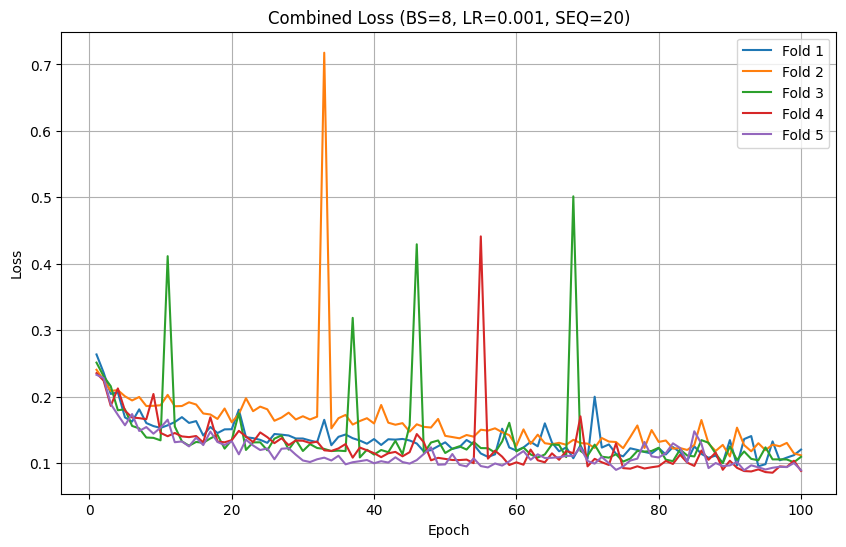 Combined Loss (BS=8, LR=0.001, SEQ=20)
Fold 1
Fold 2
Fold 3
Fold 4
Fold 5
0.7
0.6
0.5
0.4
0.3
0.2
0.1
Loss
0
20
40
60
80
100
Epoch